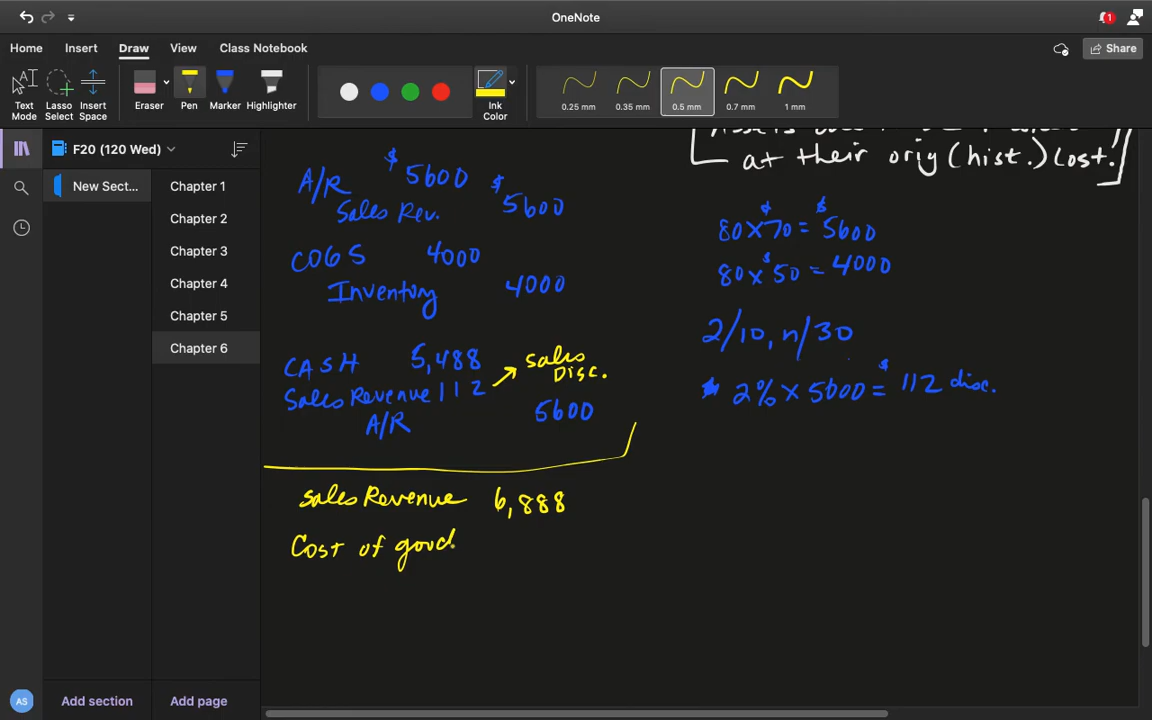 OneNote
1
Home Insert Draw View Class Notebook
Share
Text Mode
Lasso Select
Insert Space
Eraser
Pen
Marker
Highlighter
Ink Color
0.25 mm
0.35 mm
0.5 mm
0.7 mm
1 mm
F20 (120 Wed)
New Sect...
Chapter 1
Chapter 2
Chapter 3
Chapter 4
Chapter 5
Chapter 6
AS
Add section
Add page
at their orig (hist.) Cost.
A/R $5600
Sales Rev. $5600
COGS 4000
Inventory 4000
CASH 5,488
Sales Revenue 112 → Sales Disc.
A/R 5600
Sales Revenue 6,888
Cost of good
80x$70=$5600
80x$50=4000
2/10, n/30
2% x 5600=$112 disc.